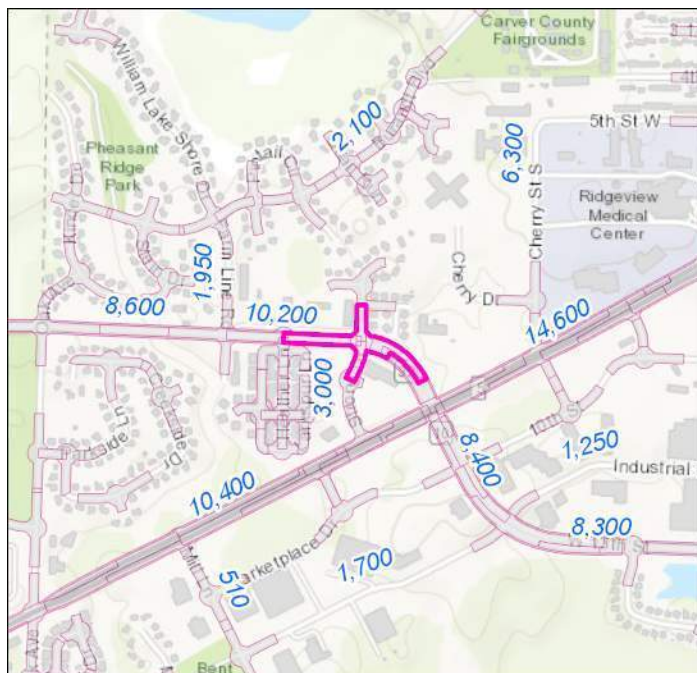 Carver County
Fairgrounds
William Lake Shore D
2,100
Pheasant
Ridge
Park
6,300
5th St W
Cherry St S
Ridgeview
Medical
Center
1,950
Cherry D
8,600
10,200
14,600
3,000
1,250
Industrial
8,400
10,400
8,300
1,700
arketplace D
510
Bent